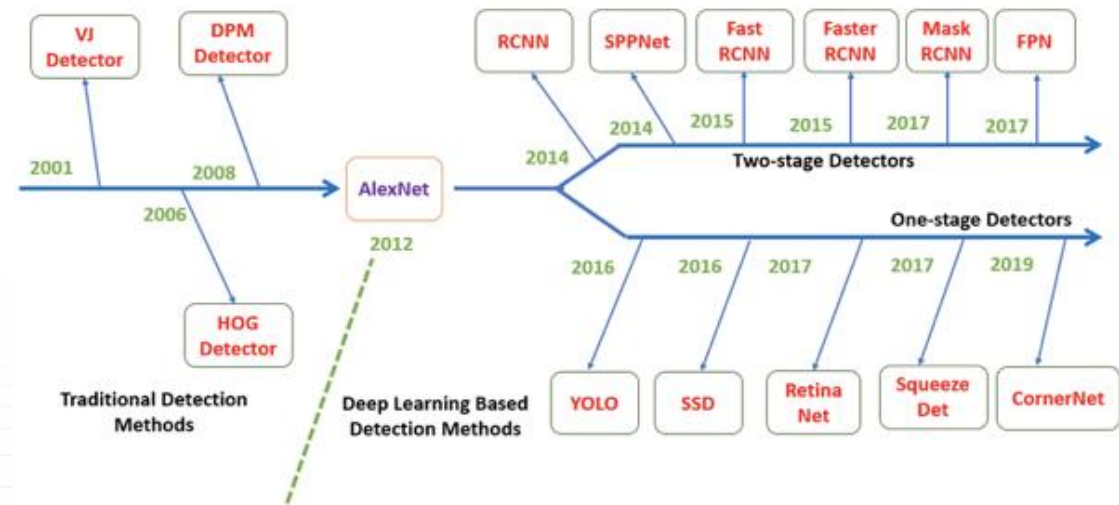 VJ
Detector
DPM
Detector
RCNN
SPPNet
Fast
RCNN
Faster
RCNN
Mask
RCNN
FPN
2001
2008
2006
AlexNet
2012
2014
2014
2015
2015
2017
2017
Two-stage Detectors
One-stage Detectors
2016
2016
2017
2017
2019
HOG
Detector
YOLO
SSD
Retina
Net
Squeeze
Det
CornerNet
Traditional Detection
Methods
Deep Learning Based
Detection Methods